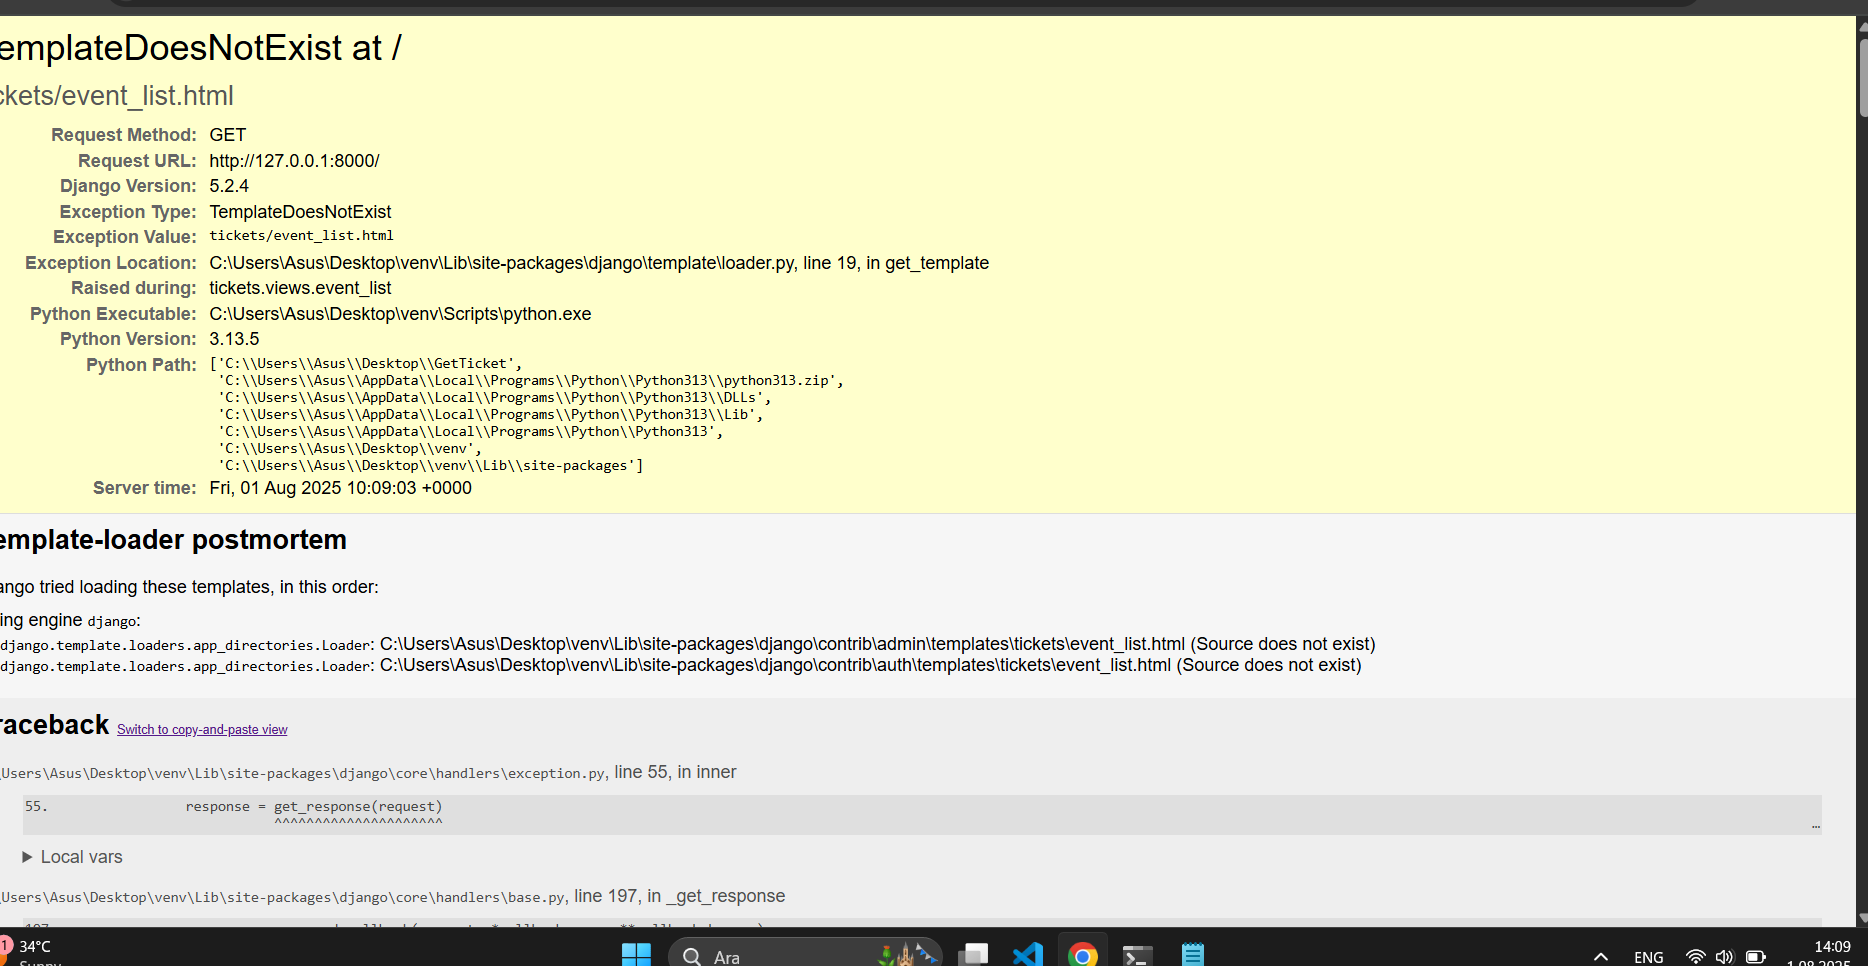 emplateDoesNotExist at /
ckets/event_list.html
Request Method: GET
Request URL: http://127.0.0.1:8000/
Django Version: 5.2.4
Exception Type: TemplateDoesNotExist
Exception Value: tickets/event_list.html
Exception Location: C:\Users\Asus\Desktop\venv\Lib\site-packages\django\template\loader.py, line 19, in get_template
Raised during: tickets.views.event_list
Python Executable: C:\Users\Asus\Desktop\venv\Scripts\python.exe
Python Version: 3.13.5
Python Path: ['C:\\Users\\Asus\\Desktop\\GetTicket',
'C:\\Users\\Asus\\AppData\\Local\\Programs\\Python\\Python313\\python313.zip',
'C:\\Users\\Asus\\AppData\\Local\\Programs\\Python\\Python313\\DLLs',
'C:\\Users\\Asus\\AppData\\Local\\Programs\\Python\\Python313\\Lib',
'C:\\Users\\Asus\\AppData\\Local\\Programs\\Python\\Python313',
'C:\\Users\\Asus\\Desktop\\venv',
'C:\\Users\\Asus\\Desktop\\venv\\Lib\\site-packages']
Server time: Fri, 01 Aug 2025 10:09:03 +0000
emplate-loader postmortem
ango tried loading these templates, in this order:
ing engine django:
django.template.loaders.app_directories.Loader: C:\Users\Asus\Desktop\venv\Lib\site-packages\django\contrib\admin\templates\tickets\event_list.html (Source does not exist)
django.template.loaders.app_directories.Loader: C:\Users\Asus\Desktop\venv\Lib\site-packages\django\contrib\auth\templates\tickets\event_list.html (Source does not exist)
raceback Switch to copy-and-paste view
\Users\Asus\Desktop\venv\Lib\site-packages\django\core\handlers\exception.py, line 55, in inner
55. response = get_response(request)
^^^^^^^^^^^^^^^^^^^^^
…
Local vars
\Users\Asus\Desktop\venv\Lib\site-packages\django\core\handlers\base.py, line 197, in _get_response
1
34°C
Sunny
Ara
ENG
14:09
1.08.2025